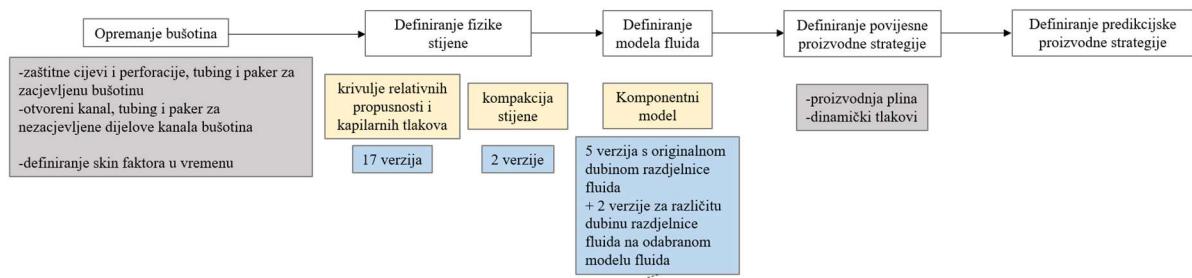 Opremanje bušotina
Definiranje fizike
stijene
Definiranje
modela fluida
Definiranje povijesne
proizvodne strategije
Definiranje predikcijske
proizvodne strategije
-zaštitne cijevi i perforacije, tubing i paker za
zacjevljenu bušotinu
-otvoreni kanal, tubing i paker za
nezacjevljene dijelove kanala bušotina
-definiranje skin faktora u vremenu
krivulje relativnih
propusnosti i
kapilarnih tlakova
17 verzija
kompakcija
stijene
2 verzije
Komponentni
model
5 verzija s originalnom
dubinom razdjelnice
fluida
+ 2 verzije za različitu
dubinu razdjelnice
fluida na odabranom
modelu fluida
-proizvodnja plina
-dinamički tlakovi